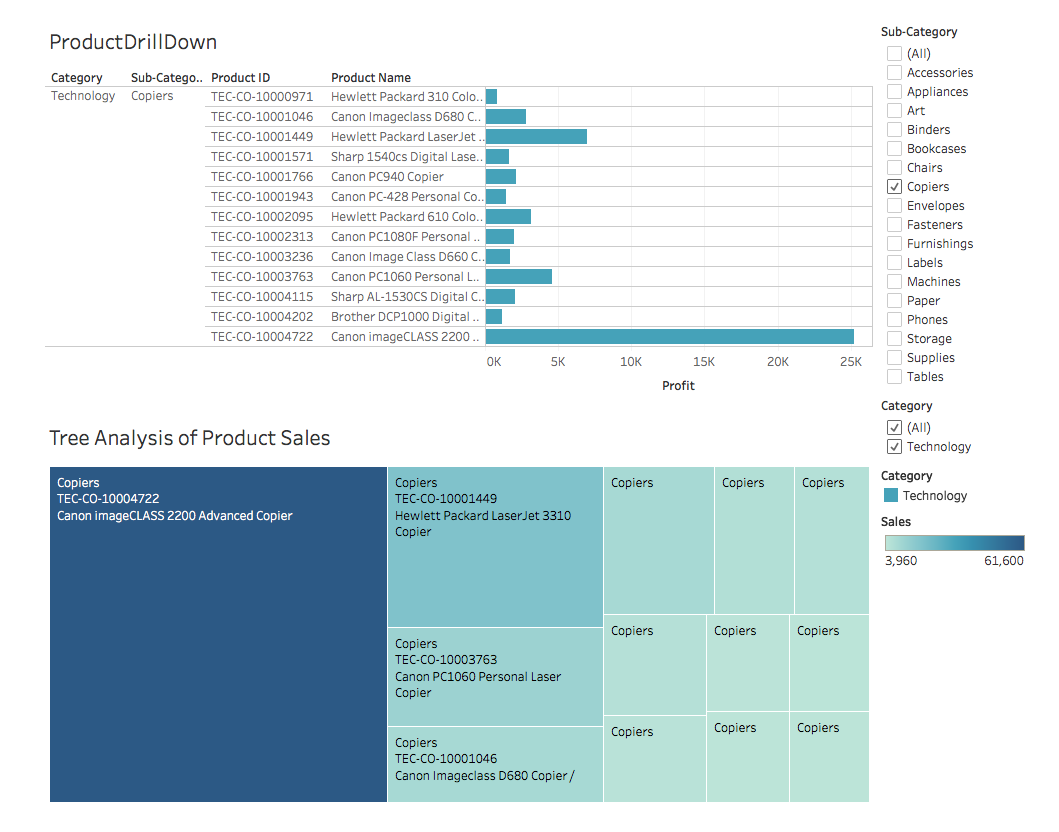 ProductDrillDown
Category Sub-Catego.. Product ID Product Name
Technology Copiers TEC-CO-10000971 Hewlett Packard 310 Colo..
TEC-CO-10001046 Canon Imageclass D680 C..
TEC-CO-10001449 Hewlett Packard LaserJet ..
TEC-CO-10001571 Sharp 1540cs Digital Lase..
TEC-CO-10001766 Canon PC940 Copier
TEC-CO-10001943 Canon PC-428 Personal Co..
TEC-CO-10002095 Hewlett Packard 610 Colo..
TEC-CO-10002313 Canon PC1080F Personal ..
TEC-CO-10003236 Canon Image Class D660 C..
TEC-CO-10003763 Canon PC1060 Personal L..
TEC-CO-10004115 Sharp AL-1530CS Digital C..
TEC-CO-10004202 Brother DCP1000 Digital ..
TEC-CO-10004722 Canon imageCLASS 2200 ..
0K 5K 10K 15K 20K 25K
Profit
Sub-Category
(All)
Accessories
Appliances
Art
Binders
Bookcases
Chairs
Copiers
Envelopes
Fasteners
Furnishings
Labels
Machines
Paper
Phones
Storage
Supplies
Tables
Category
(All)
Technology
Category
Technology
Sales
3,960 61,600
Tree Analysis of Product Sales
Copiers
TEC-CO-10004722
Canon imageCLASS 2200 Advanced Copier
Copiers
TEC-CO-10001449
Hewlett Packard LaserJet 3310
Copier
Copiers
TEC-CO-10003763
Canon PC1060 Personal Laser
Copier
Copiers
TEC-CO-10001046
Canon Imageclass D680 Copier /
Copiers
Copiers
Copiers
Copiers
Copiers
Copiers
Copiers
Copiers
Copiers